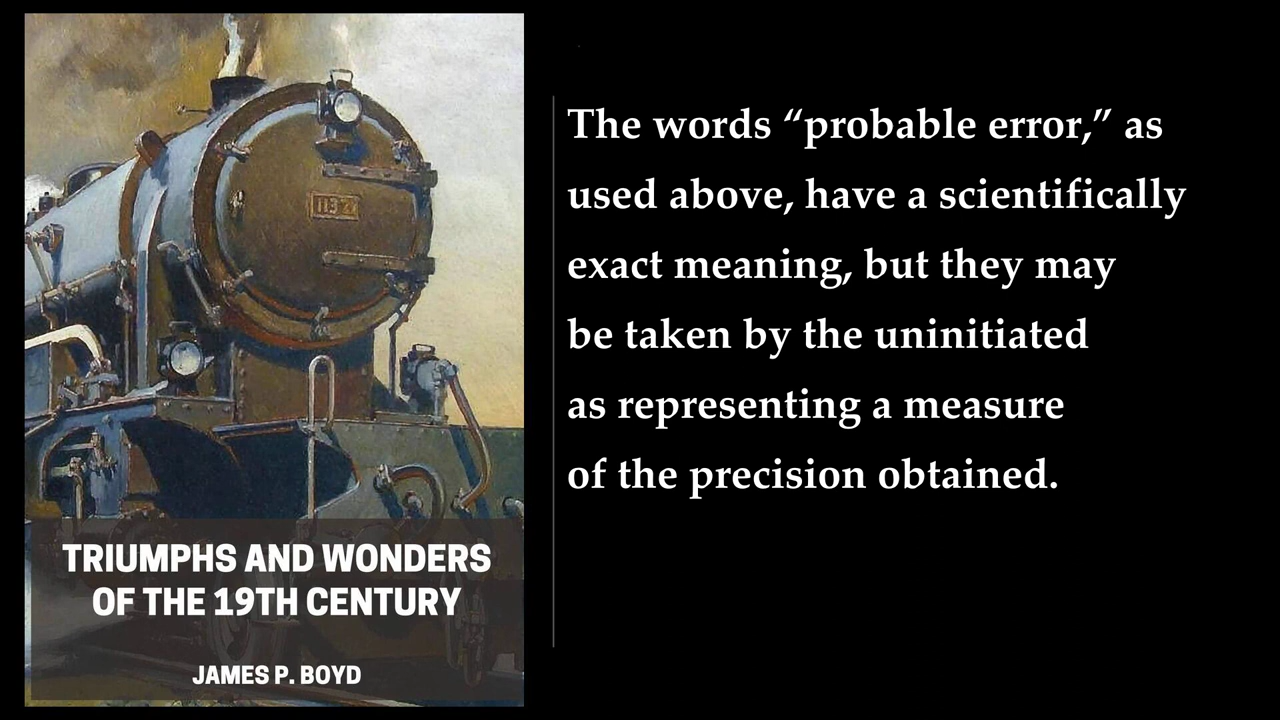 The words “probable error,” as
used above, have a scientifically
exact meaning, but they may
be taken by the uninitiated
as representing a measure
of the precision obtained.
TRIUMPHS AND WONDERS
OF THE 19TH CENTURY
JAMES P. BOYD